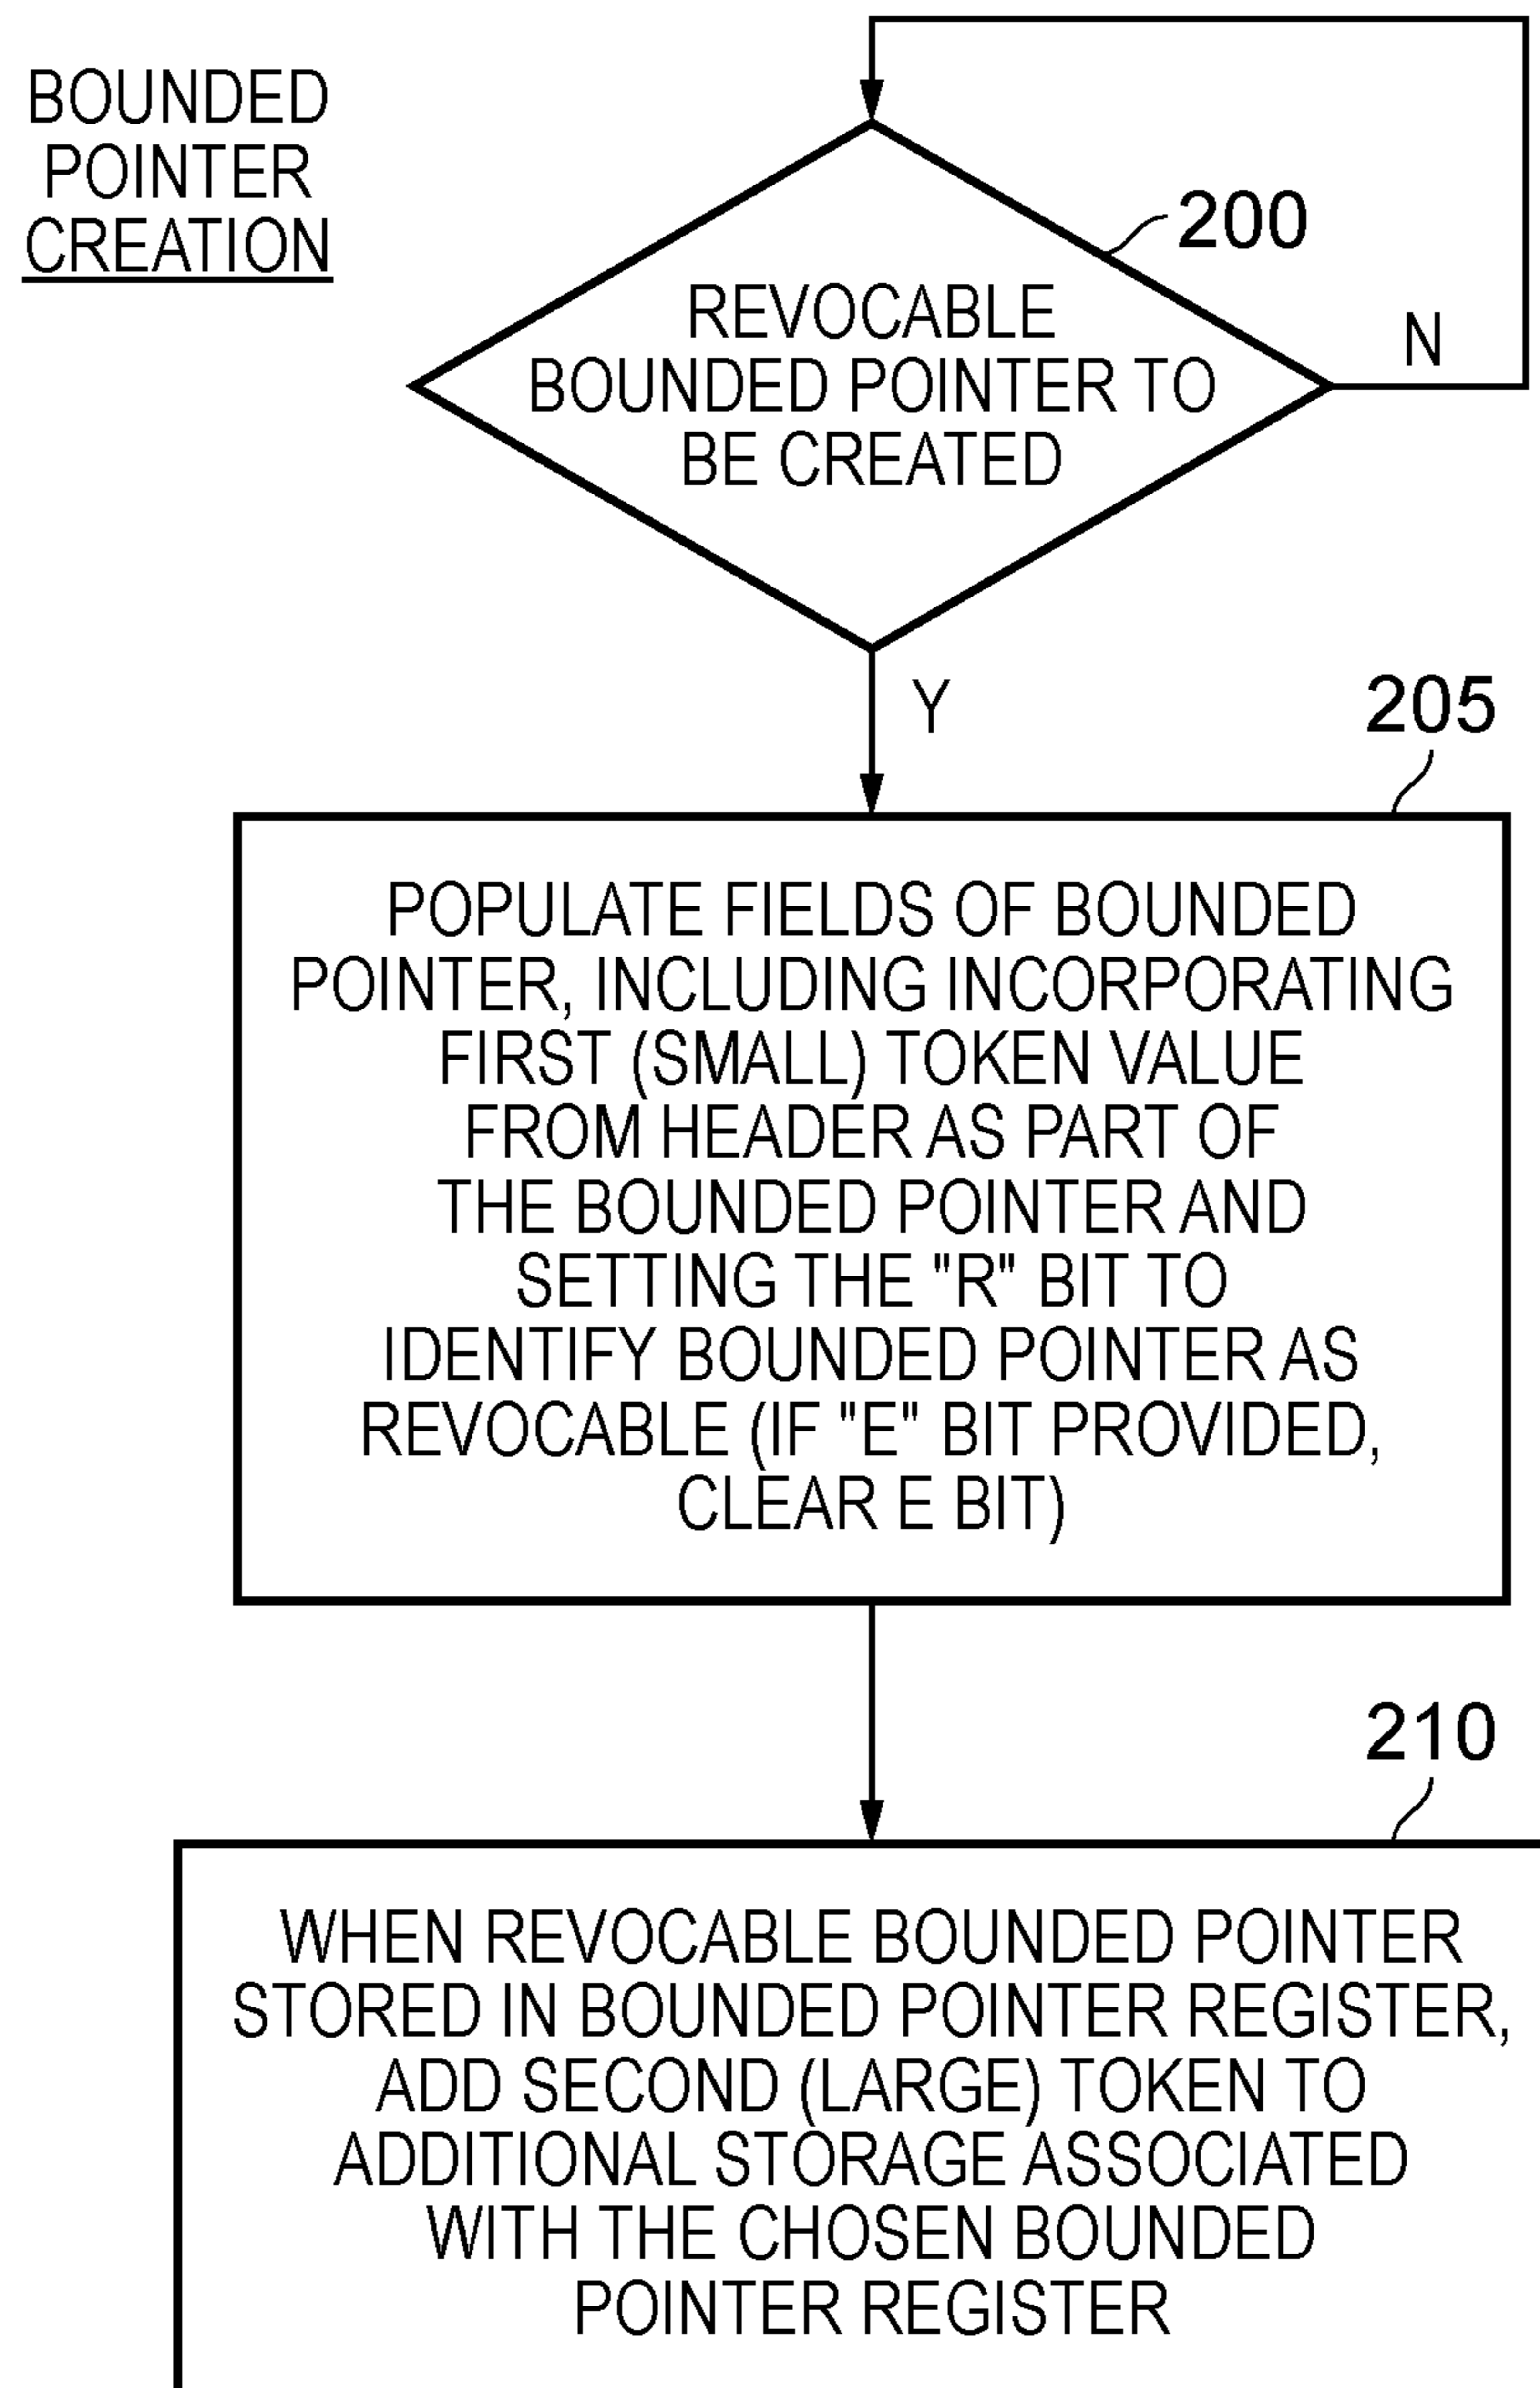 BOUNDED
POINTER
CREATION
200
REVOCABLE
BOUNDED POINTER TO
BE CREATED
N
Y
205
POPULATE FIELDS OF BOUNDED
POINTER, INCLUDING INCORPORATING
FIRST (SMALL) TOKEN VALUE
FROM HEADER AS PART OF
THE BOUNDED POINTER AND
SETTING THE "R" BIT TO
IDENTIFY BOUNDED POINTER AS
REVOCABLE (IF "E" BIT PROVIDED,
CLEAR E BIT)
210
WHEN REVOCABLE BOUNDED POINTER
STORED IN BOUNDED POINTER REGISTER,
ADD SECOND (LARGE) TOKEN TO
ADDITIONAL STORAGE ASSOCIATED
WITH THE CHOSEN BOUNDED
POINTER REGISTER